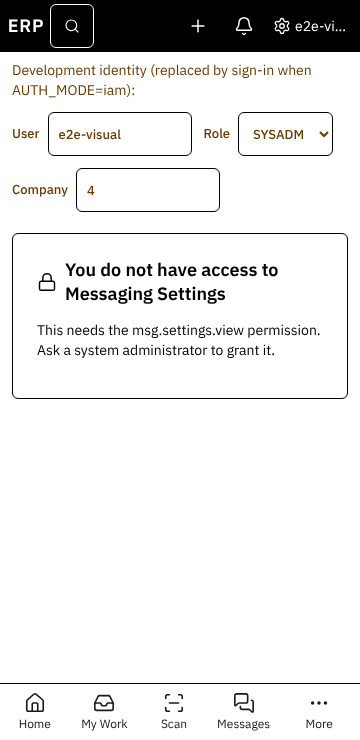 ERP
e2e-vi...
Development identity (replaced by sign-in when
AUTH_MODE=iam):
User e2e-visual Role SYSADM
Company 4
You do not have access to
Messaging Settings
This needs the msg.settings.view permission.
Ask a system administrator to grant it.
Home My Work Scan Messages More